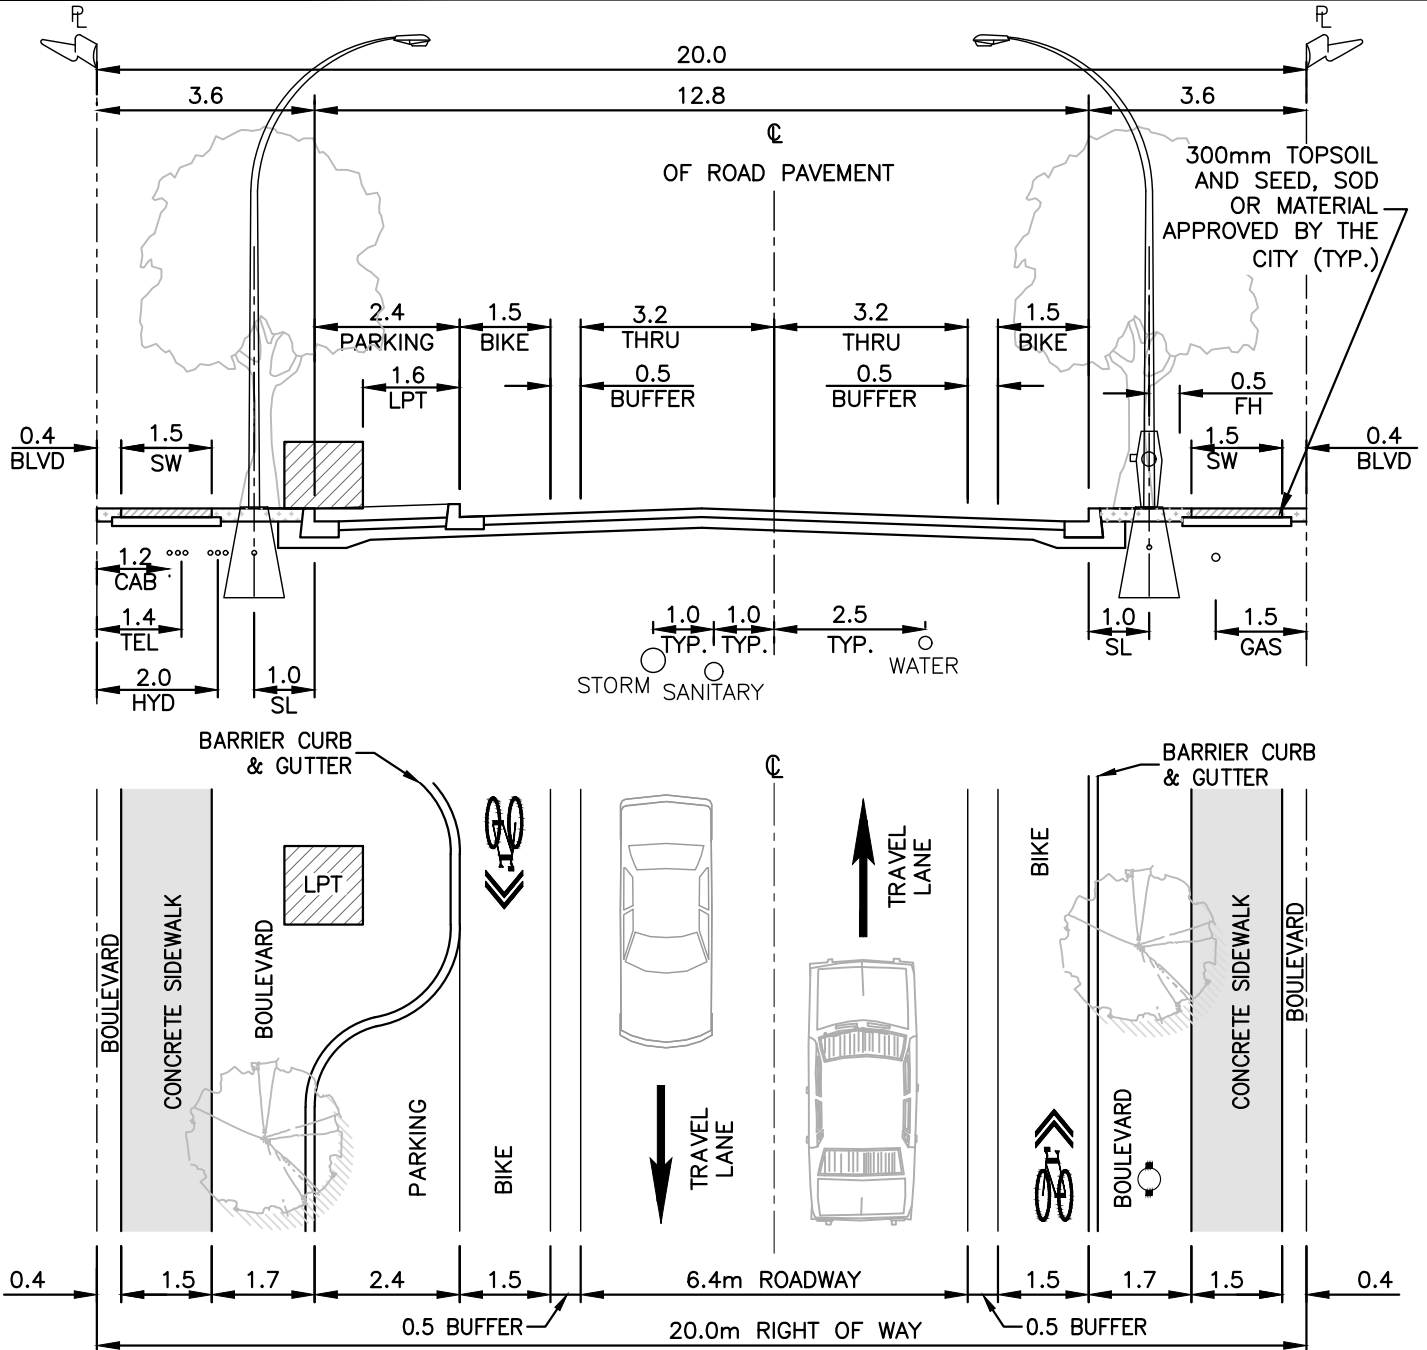 PL
PL
20.0
3.6
12.8
3.6
CL
OF ROAD PAVEMENT
300mm TOPSOIL
AND SEED, SOD
OR MATERIAL
APPROVED BY THE
CITY (TYP.)
2.4
PARKING
1.5
BIKE
3.2
THRU
3.2
THRU
1.5
BIKE
1.6
LPT
0.5
BUFFER
0.5
BUFFER
0.5
FH
0.4
BLVD
1.5
SW
1.5
SW
0.4
BLVD
1.2
CAB
1.4
TEL
2.0
HYD
1.0
SL
1.0
TYP.
1.0
TYP.
2.5
TYP.
STORM
SANITARY
WATER
1.0
SL
1.5
GAS
BARRIER CURB
& GUTTER
CL
BARRIER CURB
& GUTTER
BOULEVARD
CONCRETE SIDEWALK
BOULEVARD
LPT
PARKING
BIKE
TRAVEL
LANE
TRAVEL
LANE
BIKE
BOULEVARD
CONCRETE SIDEWALK
BOULEVARD
0.4
1.5
1.7
2.4
1.5
6.4m ROADWAY
1.5
1.7
1.5
0.4
0.5 BUFFER
20.0m RIGHT OF WAY
0.5 BUFFER